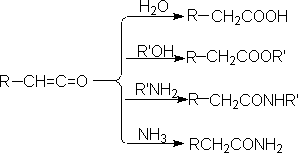 H₂O
R—CH₂COOH
R'OH
R—CH₂COOR'
R—CH=C=O
R'NH₂
R—CH₂CONHR'
NH₃
RCH₂CONH₂